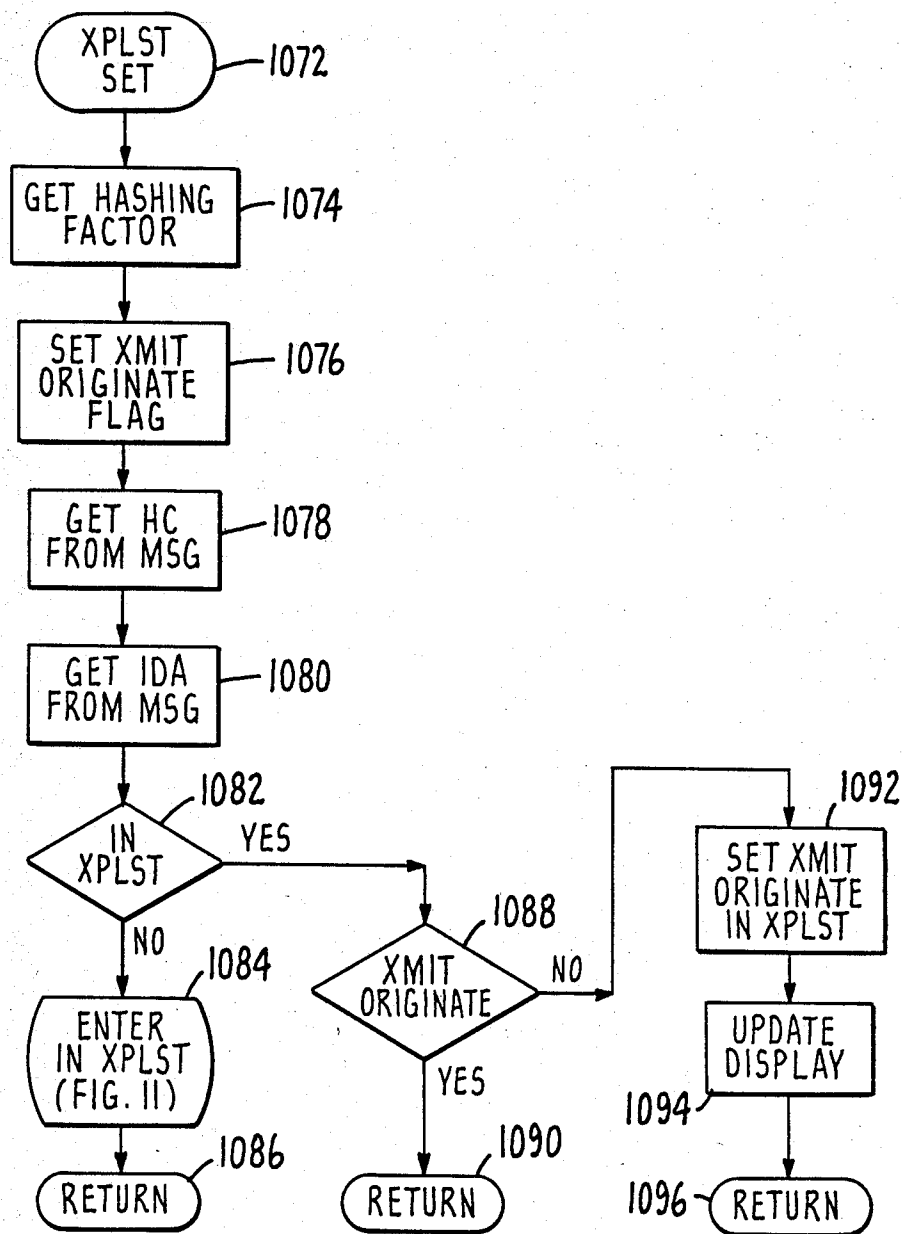 XPLST
SET
1072
GET HASHING
FACTOR
1074
SET XMIT
ORIGINATE
FLAG
1076
GET HC
FROM MSG
1078
GET IDA
FROM MSG
1080
IN
XPLST
1082
YES
NO
ENTER
IN XPLST
(FIG. 11)
1084
RETURN
1086
XMIT
ORIGINATE
1088
NO
YES
RETURN
1090
SET XMIT
ORIGINATE
IN XPLST
1092
UPDATE
DISPLAY
1094
RETURN
1096